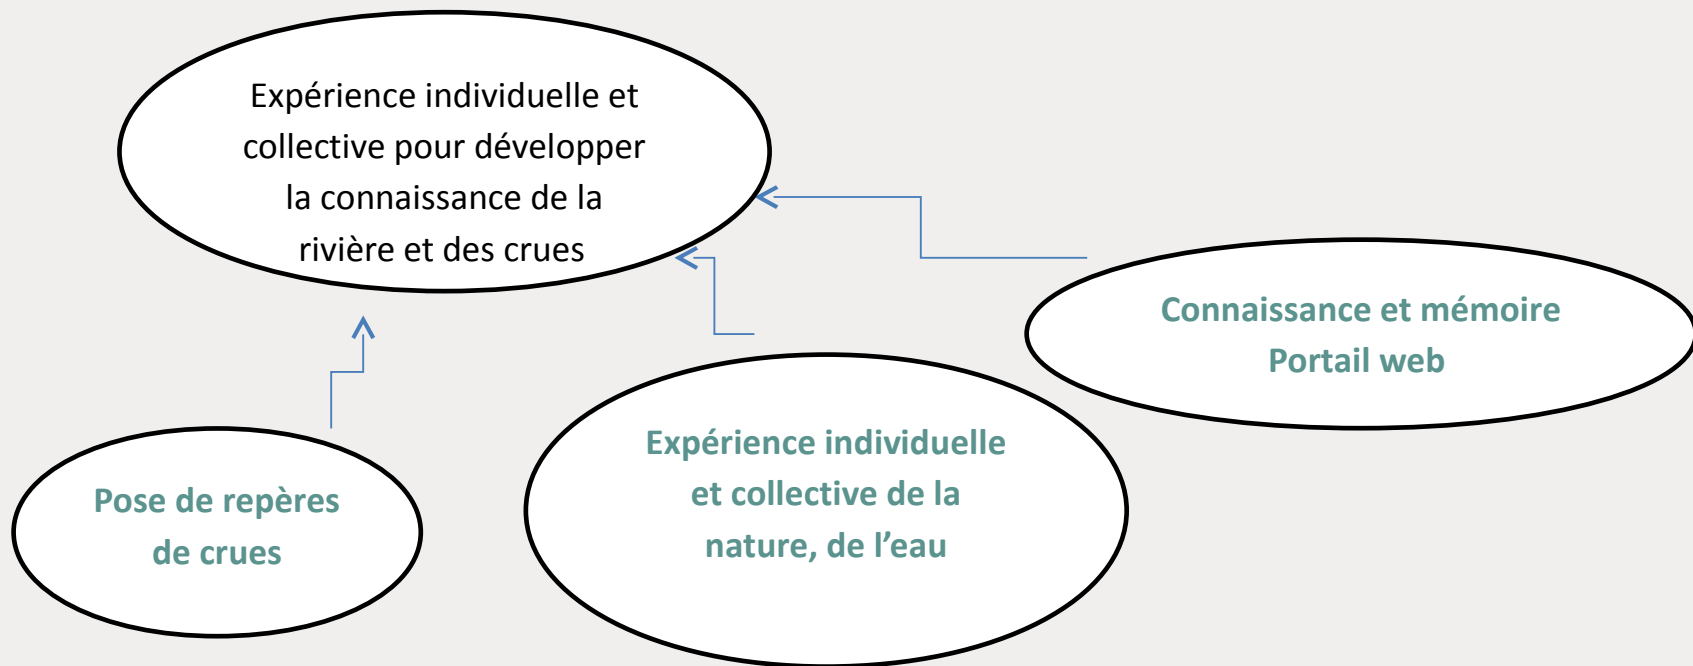 Expérience individuelle et
collective pour développer
la connaissance de la
rivière et des crues
Connaissance et mémoire
Portail web
Expérience individuelle
et collective de la
nature, de l’eau
Pose de repères
de crues